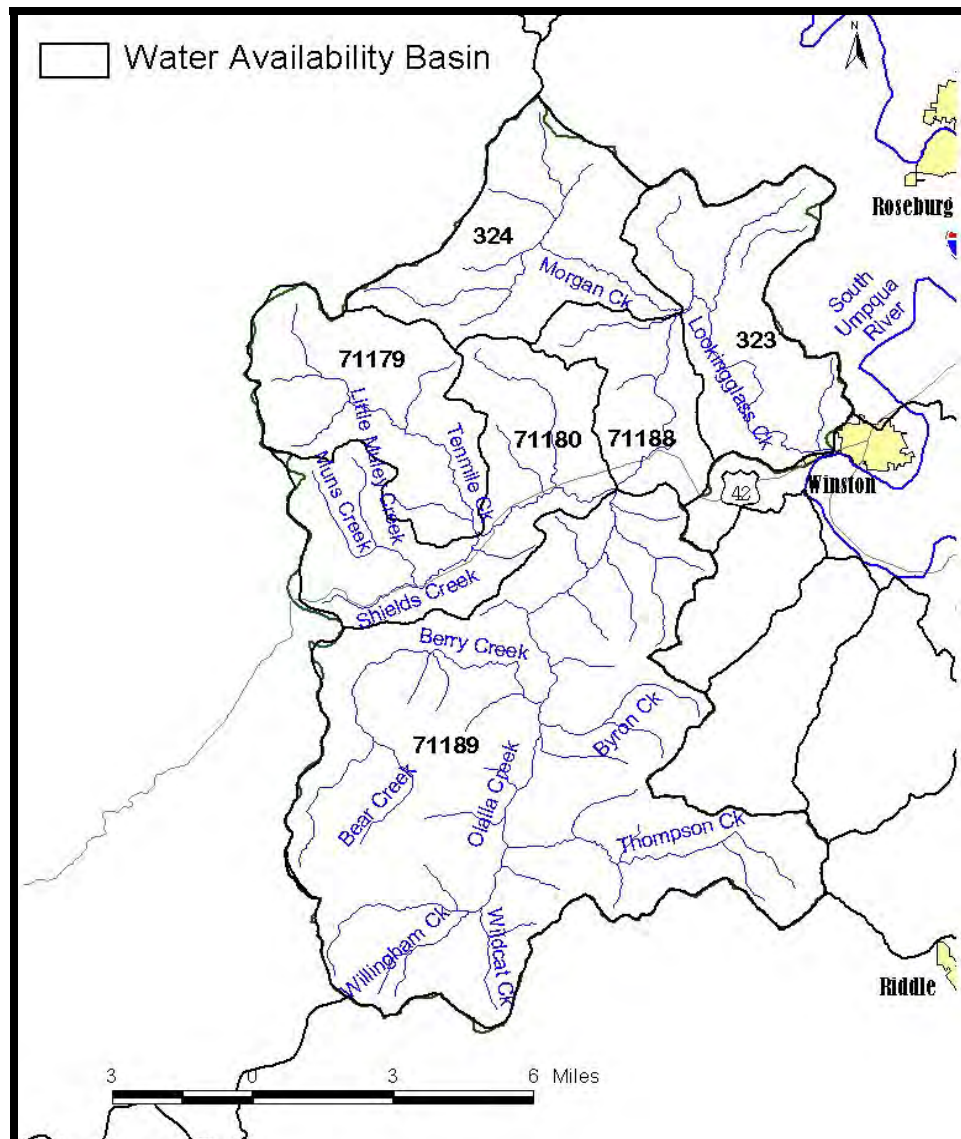 Water Availability Basin
N
Roseburg
324
Morgan Ck
South
Umpqua
River
Lookingglass Ck
323
71179
Little Muley Creek
Muns Creek
Tenmile Ck
71180
71188
42
Winston
Shields Creek
Berry Creek
Byron Ck
71189
Bear Creek
Olalla Creek
Thompson Ck
Willingham Ck
Wildcat Ck
Riddle
3 0 3 6 Miles